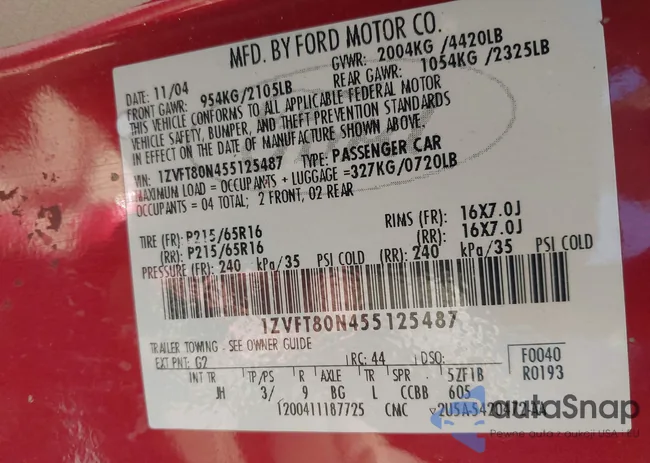 MFD. BY FORD MOTOR CO.
DATE: 11/04 GVWR: 2004KG /4420LB
FRONT GAWR: 954KG/2105LB REAR GAWR: 1054KG /2325LB
THIS VEHICLE CONFORMS TO ALL APPLICABLE FEDERAL MOTOR
VEHICLE SAFETY, BUMPER, AND THEFT PREVENTION STANDARDS
IN EFFECT ON THE DATE OF MANUFACTURE SHOWN ABOVE.
VIN: 1ZVFT80N455125487 TYPE: PASSENGER CAR
MAXIMUM LOAD = OCCUPANTS + LUGGAGE =327KG/0720LB
OCCUPANTS = 04 TOTAL; 2 FRONT, 02 REAR
TIRE (FR): P215/65R16 RIMS (FR): 16X7.0J
(RR): P215/65R16 (RR): 16X7.0J
PRESSURE (FR): 240 kPa/35 PSI COLD (RR): 240 kPa/35 PSI COLD
1ZVFT80N455125487
TRAILER TOWING - SEE OWNER GUIDE
EXT PNT: G2 RC: 44 DSO: F0040
INT TR TP/PS R AXLE TR SPR 5ZF1B R0193
JH 3/ 9 BG L CCBB 605
1200411187725 CMC
autoSnap
Pewne auta z aukcji USA i EU